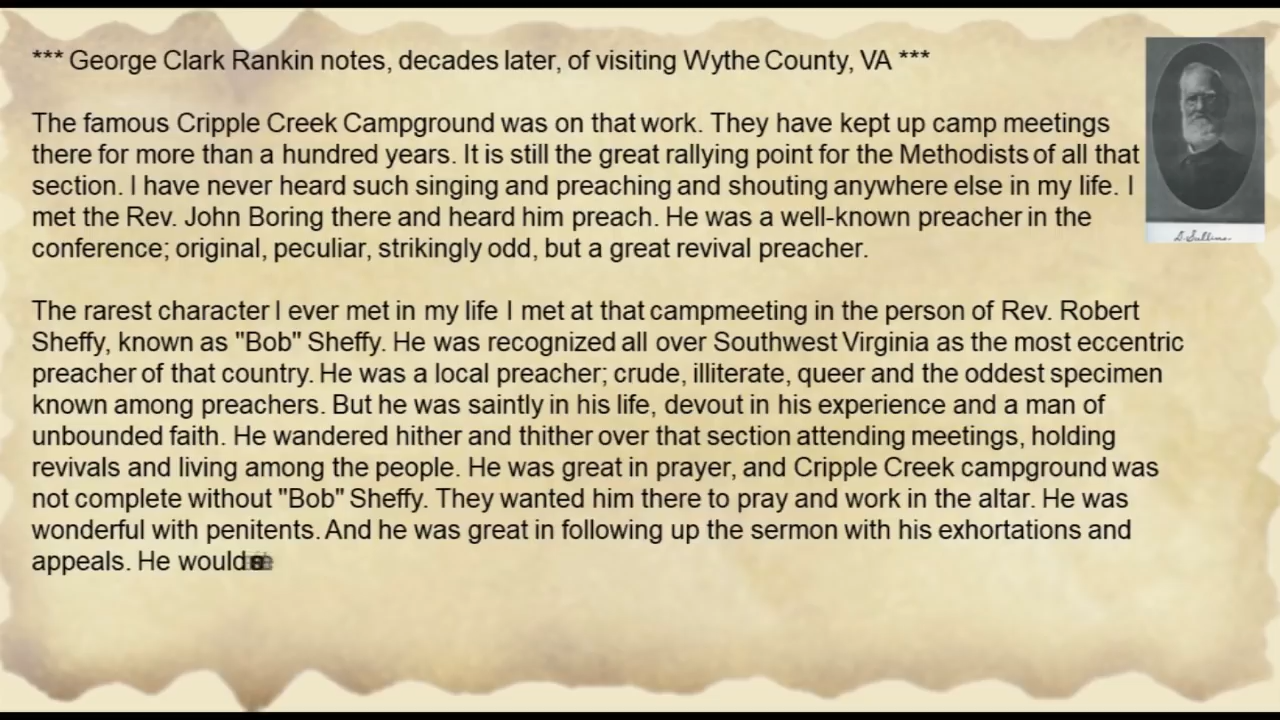 *** George Clark Rankin notes, decades later, of visiting Wythe County, VA ***
The famous Cripple Creek Campground was on that work. They have kept up camp meetings
there for more than a hundred years. It is still the great rallying point for the Methodists of all that
section. I have never heard such singing and preaching and shouting anywhere else in my life. I
met the Rev. John Boring there and heard him preach. He was a well-known preacher in the
conference; original, peculiar, strikingly odd, but a great revival preacher.
The rarest character I ever met in my life I met at that campmeeting in the person of Rev. Robert
Sheffy, known as "Bob" Sheffy. He was recognized all over Southwest Virginia as the most eccentric
preacher of that country. He was a local preacher; crude, illiterate, queer and the oddest specimen
known among preachers. But he was saintly in his life, devout in his experience and a man of
unbounded faith. He wandered hither and thither over that section attending meetings, holding
revivals and living among the people. He was great in prayer, and Cripple Creek campground was
not complete without "Bob" Sheffy. They wanted him there to pray and work in the altar. He was
wonderful with penitents. And he was great in following up the sermon with his exhortations and
appeals. He would
D. Sullins